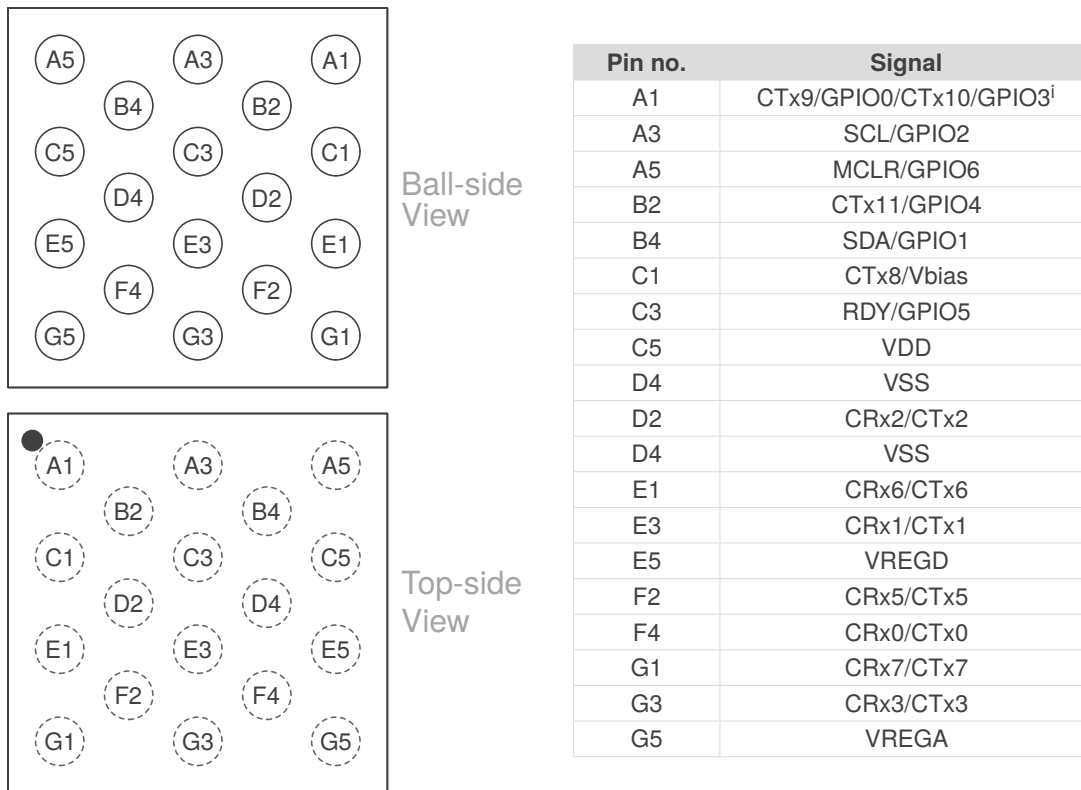 A5 A3 A1
B4 B2
C5 C3 C1
D4 D2
E5 E3 E1
F4 F2
G5 G3 G1
Ball-side
View
A1 A3 A5
B2 B4
C1 C3 C5
D2 D4
E1 E3 E5
F2 F4
G1 G3 G5
Top-side
View
Pin no. Signal
A1 CTx9/GPIO0/CTx10/GPIO3i
A3 SCL/GPIO2
A5 MCLR/GPIO6
B2 CTx11/GPIO4
B4 SDA/GPIO1
C1 CTx8/Vbias
C3 RDY/GPIO5
C5 VDD
D4 VSS
D2 CRx2/CTx2
D4 VSS
E1 CRx6/CTx6
E3 CRx1/CTx1
E5 VREGD
F2 CRx5/CTx5
F4 CRx0/CTx0
G1 CRx7/CTx7
G3 CRx3/CTx3
G5 VREGA